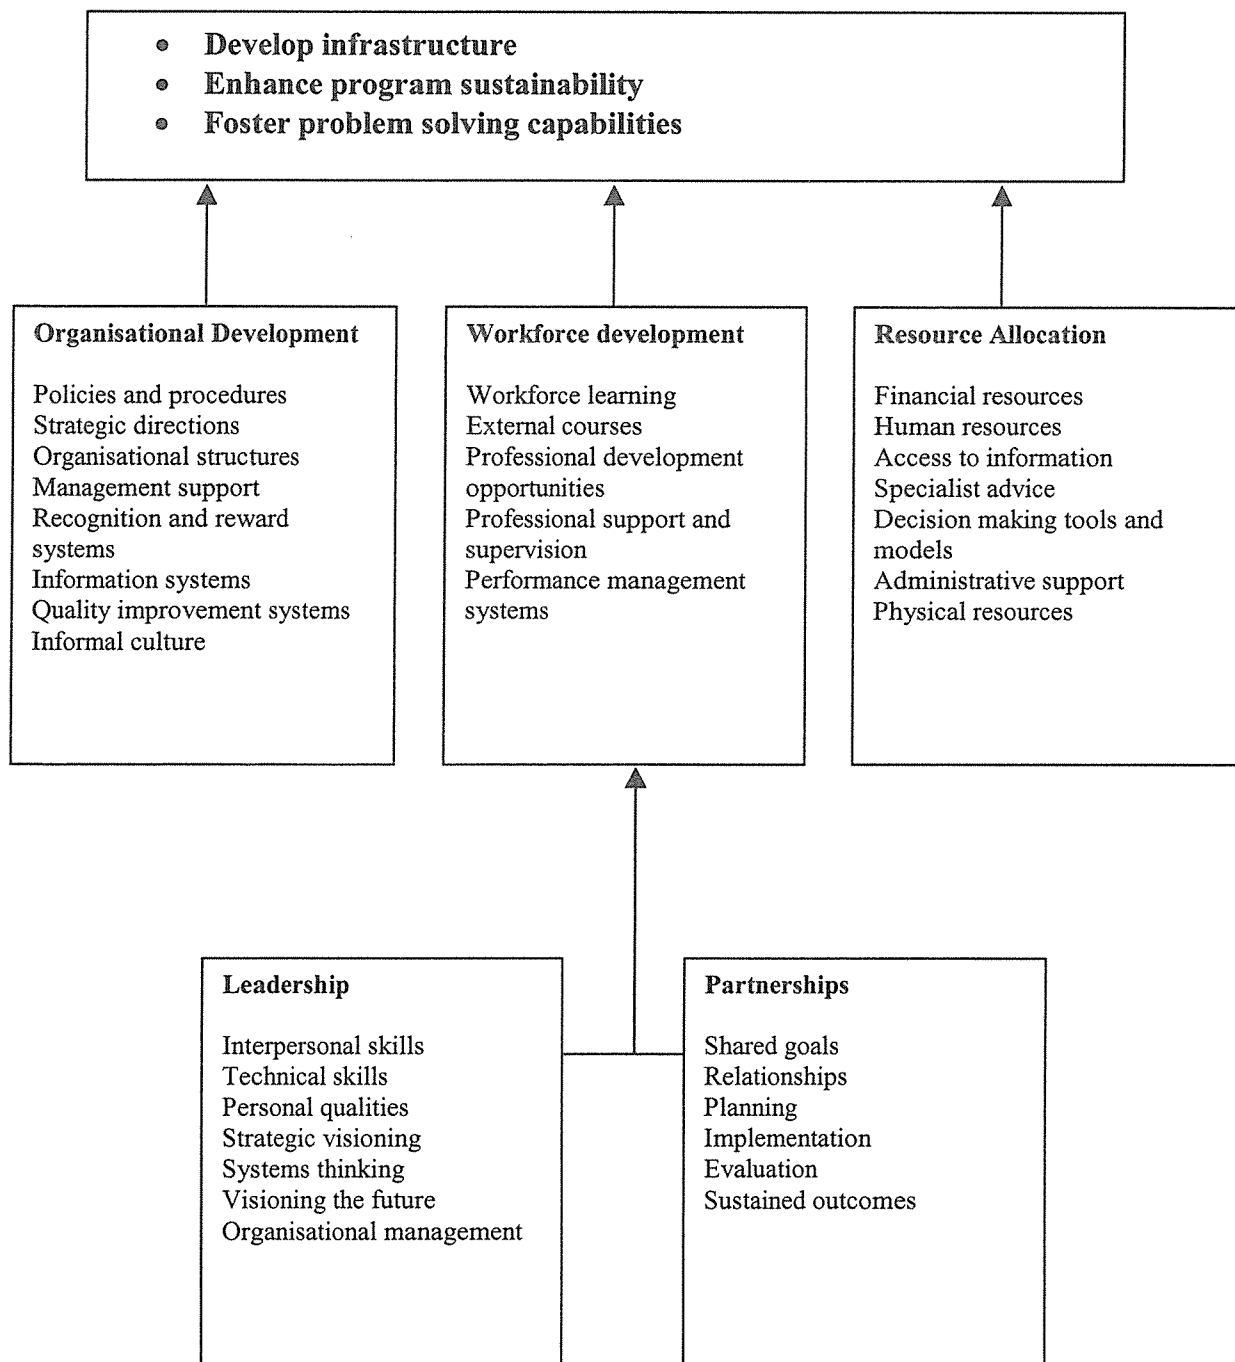 • Develop infrastructure
• Enhance program sustainability
• Foster problem solving capabilities
Organisational Development
Policies and procedures
Strategic directions
Organisational structures
Management support
Recognition and reward
systems
Information systems
Quality improvement systems
Informal culture
Workforce development
Workforce learning
External courses
Professional development
opportunities
Professional support and
supervision
Performance management
systems
Resource Allocation
Financial resources
Human resources
Access to information
Specialist advice
Decision making tools and
models
Administrative support
Physical resources
Leadership
Interpersonal skills
Technical skills
Personal qualities
Strategic visioning
Systems thinking
Visioning the future
Organisational management
Partnerships
Shared goals
Relationships
Planning
Implementation
Evaluation
Sustained outcomes